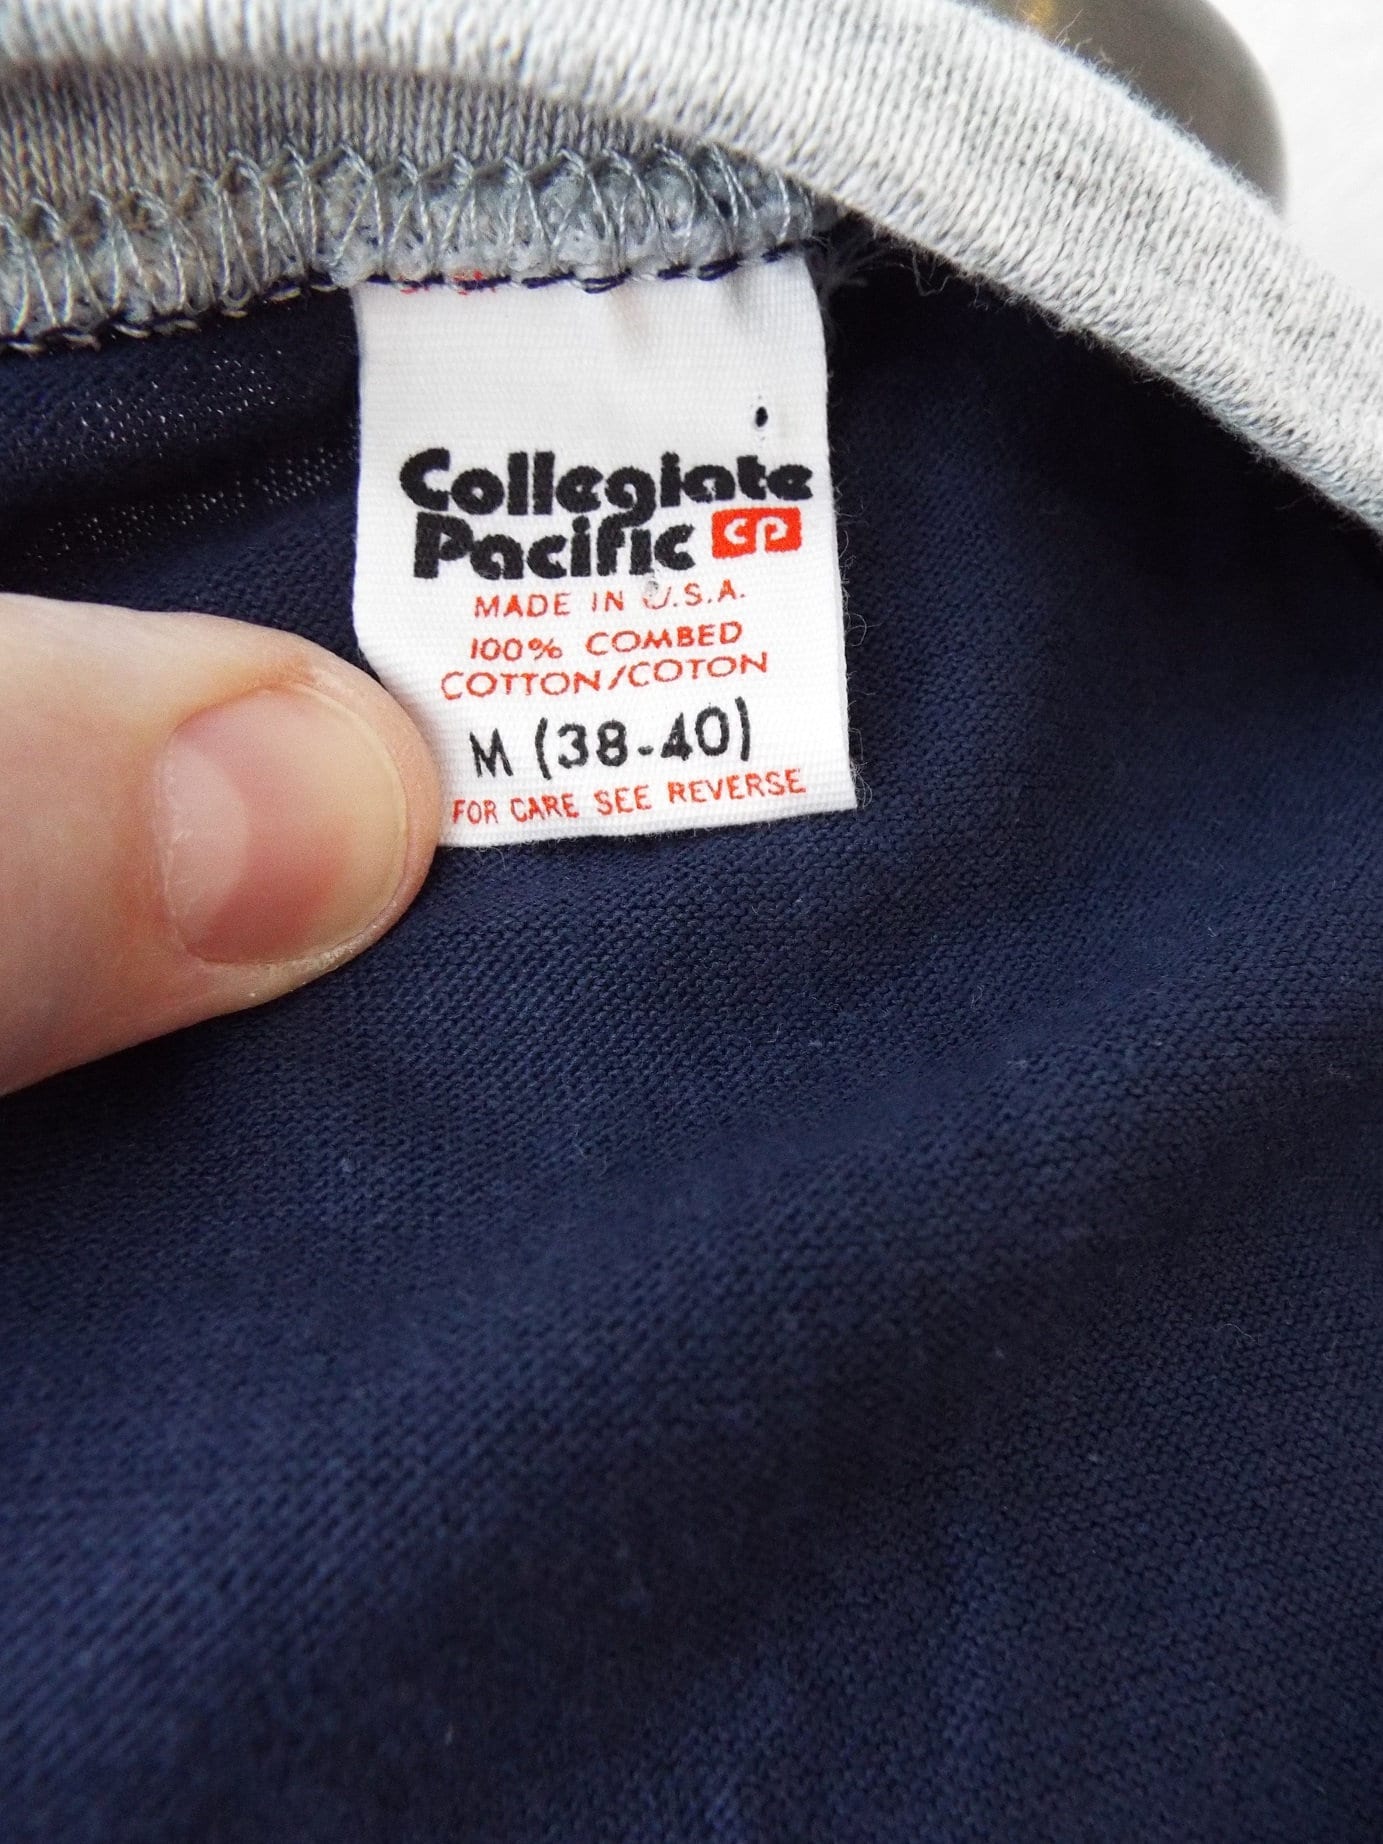 Collegiate
Pacific CP
MADE IN U.S.A.
100% COMBED
COTTON/COTON
M (38-40)
FOR CARE SEE REVERSE